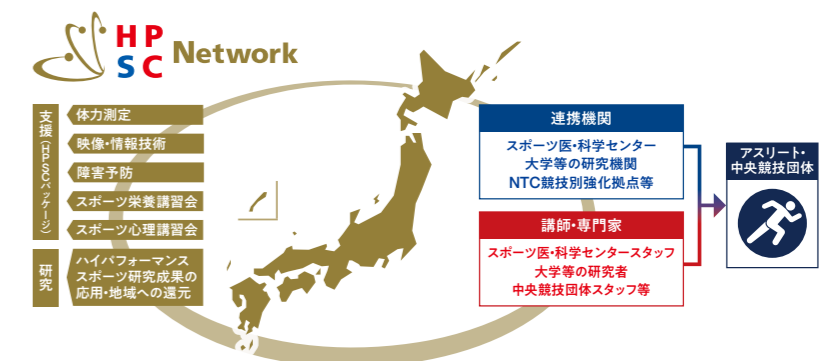 HP
SC
Network
支援(HPSCパッケージ)
体力測定
映像・情報技術
障害予防
スポーツ栄養講習会
スポーツ心理講習会
研究
ハイパフォーマンス
スポーツ研究成果の
応用・地域への還元
連携機関
スポーツ医・科学センター
大学等の研究機関
NTC競技別強化拠点等
講師・専門家
スポーツ医・科学センタースタッフ
大学等の研究者
中央競技団体スタッフ等
アスリート・
中央競技団体